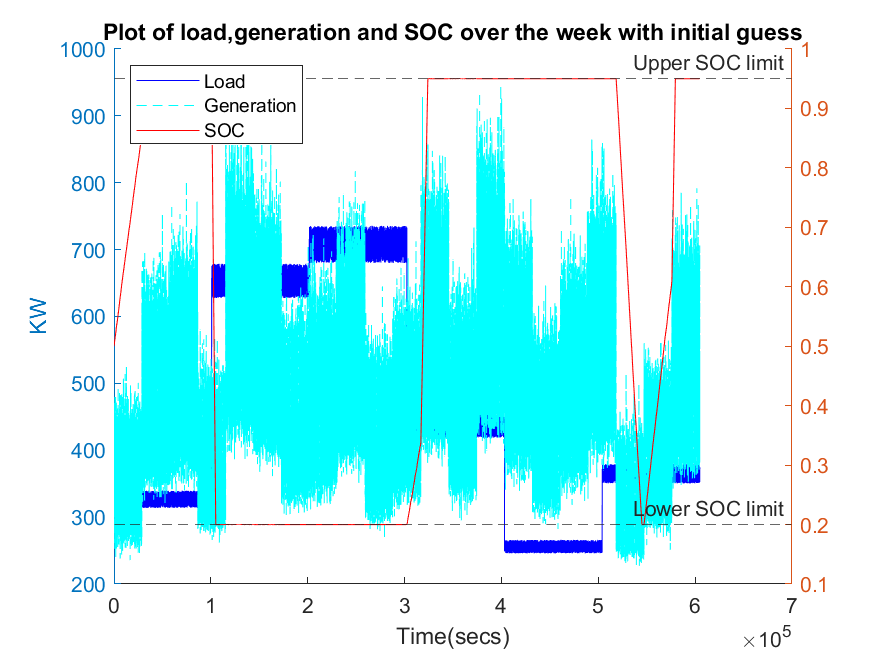 Plot of load,generation and SOC over the week with initial guess
1000
900
800
700
600
500
400
300
200
KW
Load
Generation
SOC
Upper SOC limit
Lower SOC limit
1
0.9
0.8
0.7
0.6
0.5
0.4
0.3
0.2
0.1
0 1 2 3 4 5 6 7
Time(secs)
×10^5